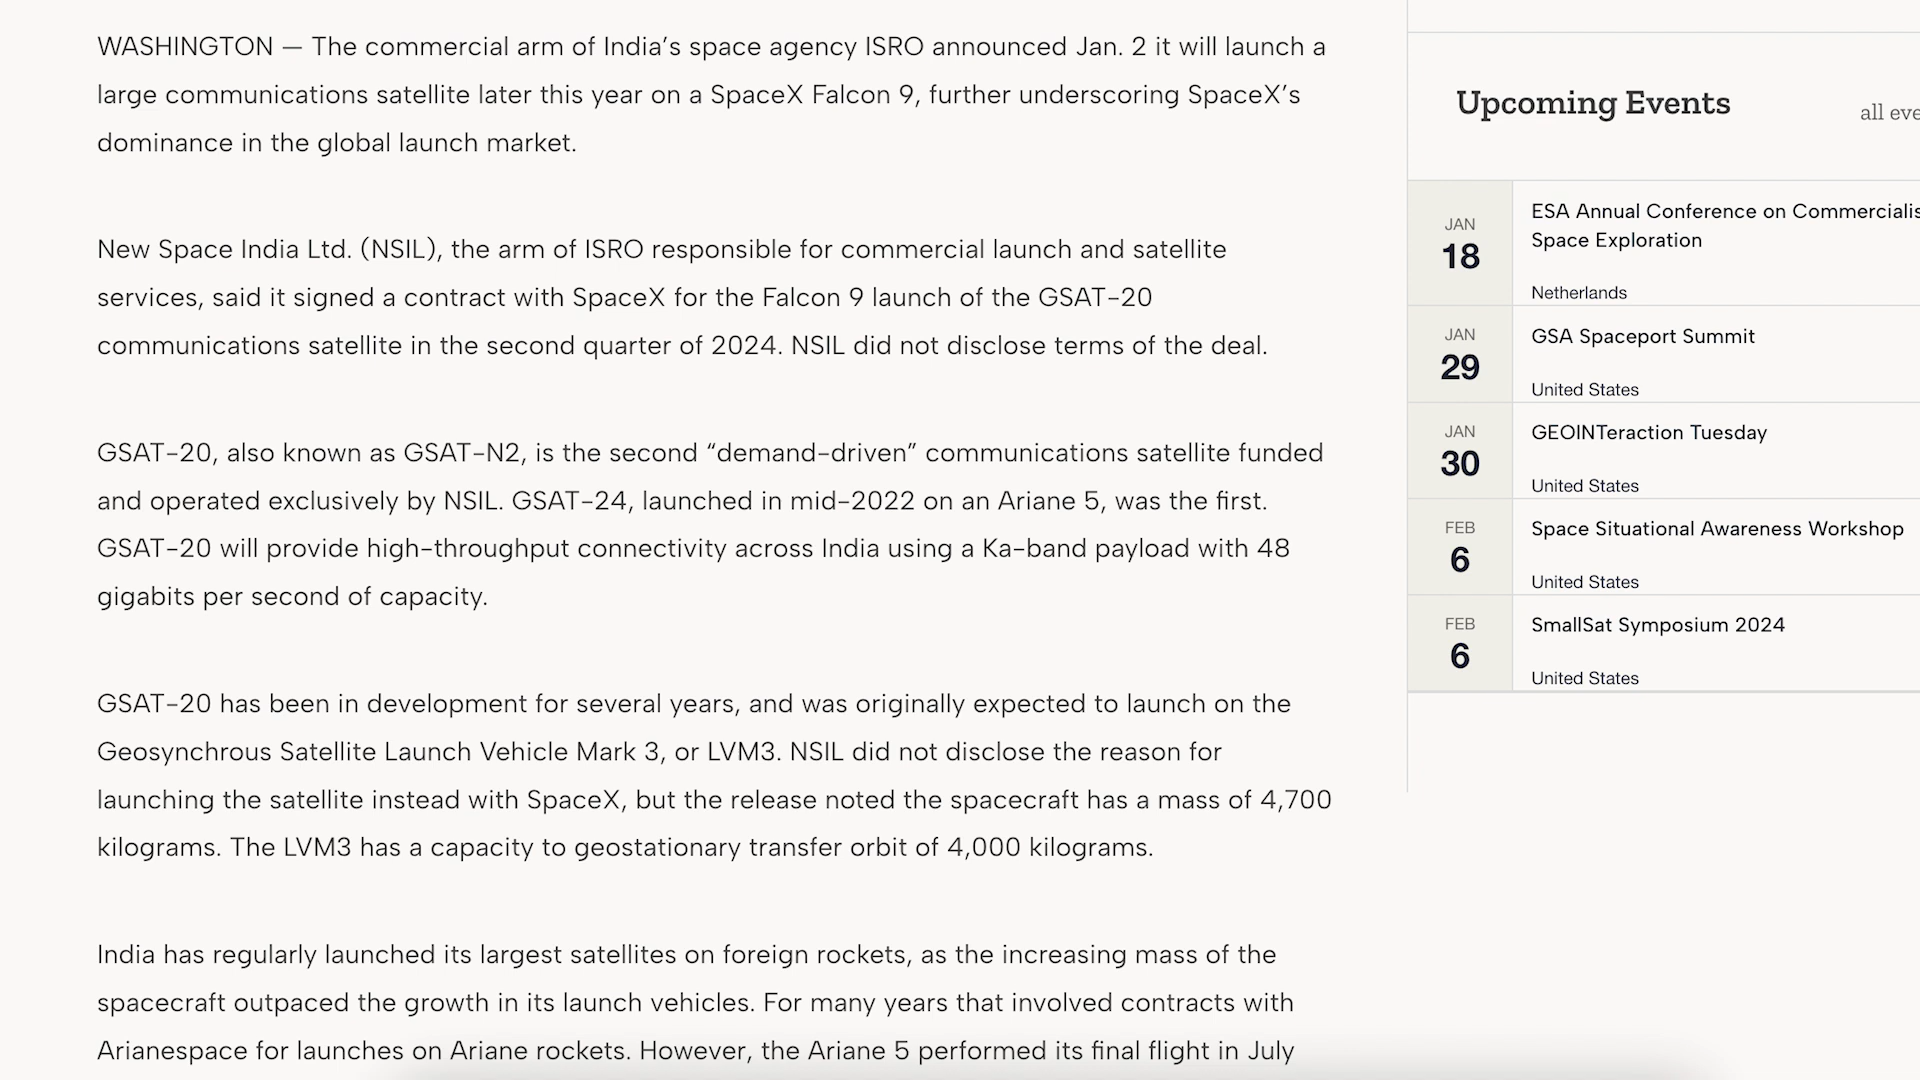 WASHINGTON — The commercial arm of India’s space agency ISRO announced Jan. 2 it will launch a
large communications satellite later this year on a SpaceX Falcon 9, further underscoring SpaceX’s
dominance in the global launch market.
New Space India Ltd. (NSIL), the arm of ISRO responsible for commercial launch and satellite
services, said it signed a contract with SpaceX for the Falcon 9 launch of the GSAT-20
communications satellite in the second quarter of 2024. NSIL did not disclose terms of the deal.
GSAT-20, also known as GSAT-N2, is the second “demand-driven” communications satellite funded
and operated exclusively by NSIL. GSAT-24, launched in mid-2022 on an Ariane 5, was the first.
GSAT-20 will provide high-throughput connectivity across India using a Ka-band payload with 48
gigabits per second of capacity.
GSAT-20 has been in development for several years, and was originally expected to launch on the
Geosynchrous Satellite Launch Vehicle Mark 3, or LVM3. NSIL did not disclose the reason for
launching the satellite instead with SpaceX, but the release noted the spacecraft has a mass of 4,700
kilograms. The LVM3 has a capacity to geostationary transfer orbit of 4,000 kilograms.
India has regularly launched its largest satellites on foreign rockets, as the increasing mass of the
spacecraft outpaced the growth in its launch vehicles. For many years that involved contracts with
Arianespace for launches on Ariane rockets. However, the Ariane 5 performed its final flight in July
Upcoming Events
all eve
JAN
18
ESA Annual Conference on Commercialis
Space Exploration
Netherlands
JAN
29
GSA Spaceport Summit
United States
JAN
30
GEOINTeraction Tuesday
United States
FEB
6
Space Situational Awareness Workshop
United States
FEB
6
SmallSat Symposium 2024
United States